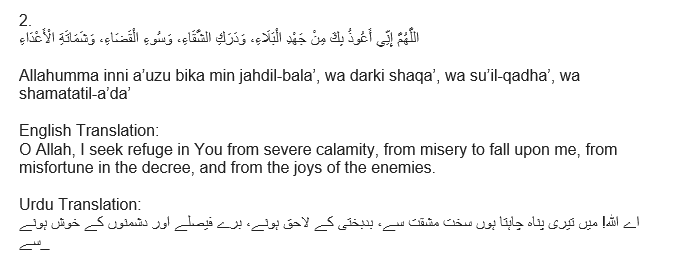 2.
اللَّهُمَّ إِنِّي أَعُوذُ بِكَ مِنْ جَهْدِ الْبَلَاءِ، وَدَرَكِ الشَّقَاءِ، وَسُوءِ الْقَضَاءِ، وَشَمَاتَةِ الْأَعْدَاءِ
Allahumma inni a’uzu bika min jahdil-bala’, wa darki shaqa’, wa su’il-qadha’, wa
shamatatil-a’da’
English Translation:
O Allah, I seek refuge in You from severe calamity, from misery to fall upon me, from
misfortune in the decree, and from the joys of the enemies.
Urdu Translation:
اے اللہ! میں تیری پناہ چاہتا ہوں سخت مشقت سے، بدبختی کے لاحق ہونے، برے فیصلے اور دشمنوں کے خوش ہونے
سے_